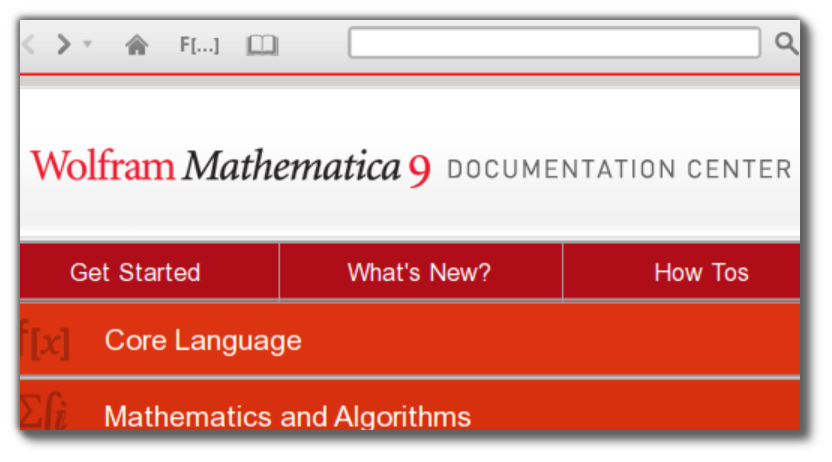 F[...]
Wolfram Mathematica 9 DOCUMENTATION CENTER
Get Started What's New? How Tos
f[x] Core Language
Σ∫i Mathematics and Algorithms